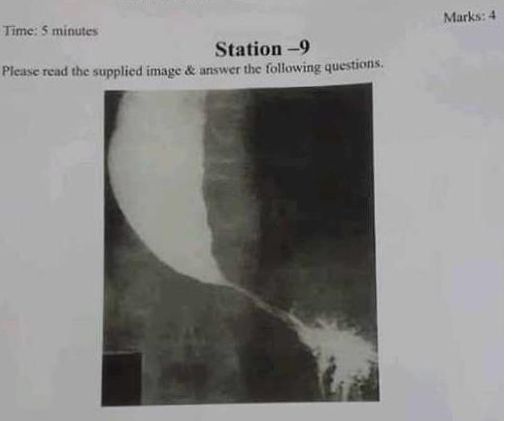 Marks: 4
Time: 5 minutes
Station –9
Please read the supplied image & answer the following questions.